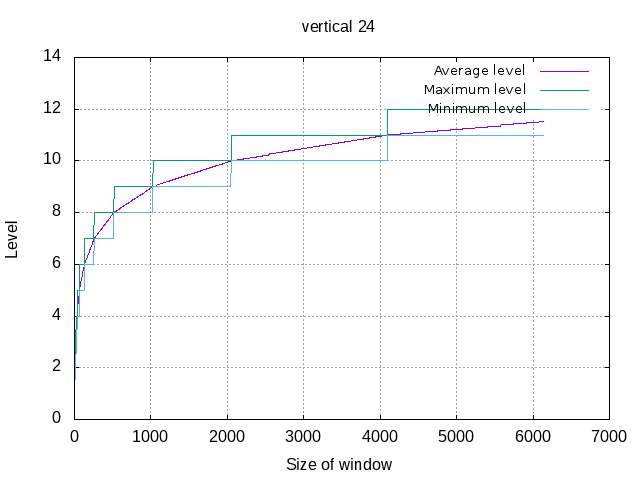 vertical 24
14
12
10
8
6
4
2
0
Level
Average level
Maximum level
Minimum level
0 1000 2000 3000 4000 5000 6000 7000
Size of window